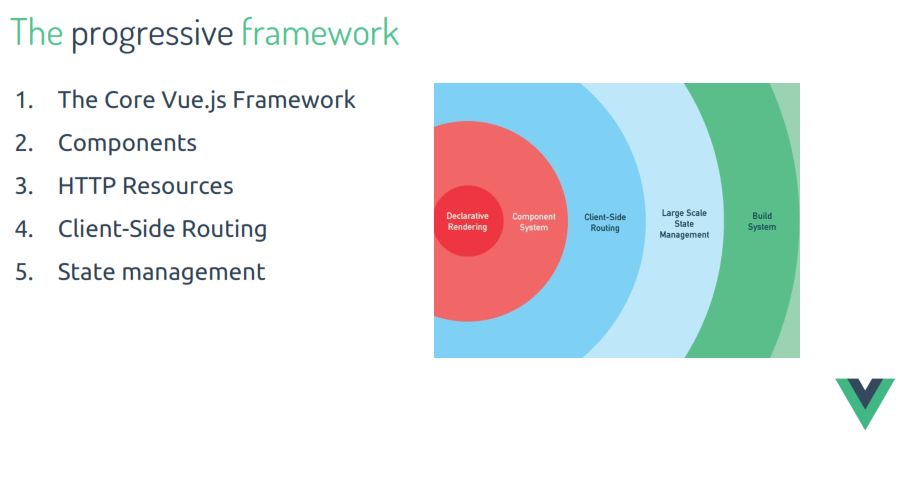 The progressive framework
1. The Core Vue.js Framework
2. Components
3. HTTP Resources
4. Client-Side Routing
5. State management
Declarative
Rendering
Component
System
Client-Side
Routing
Large Scale
State
Management
Build
System